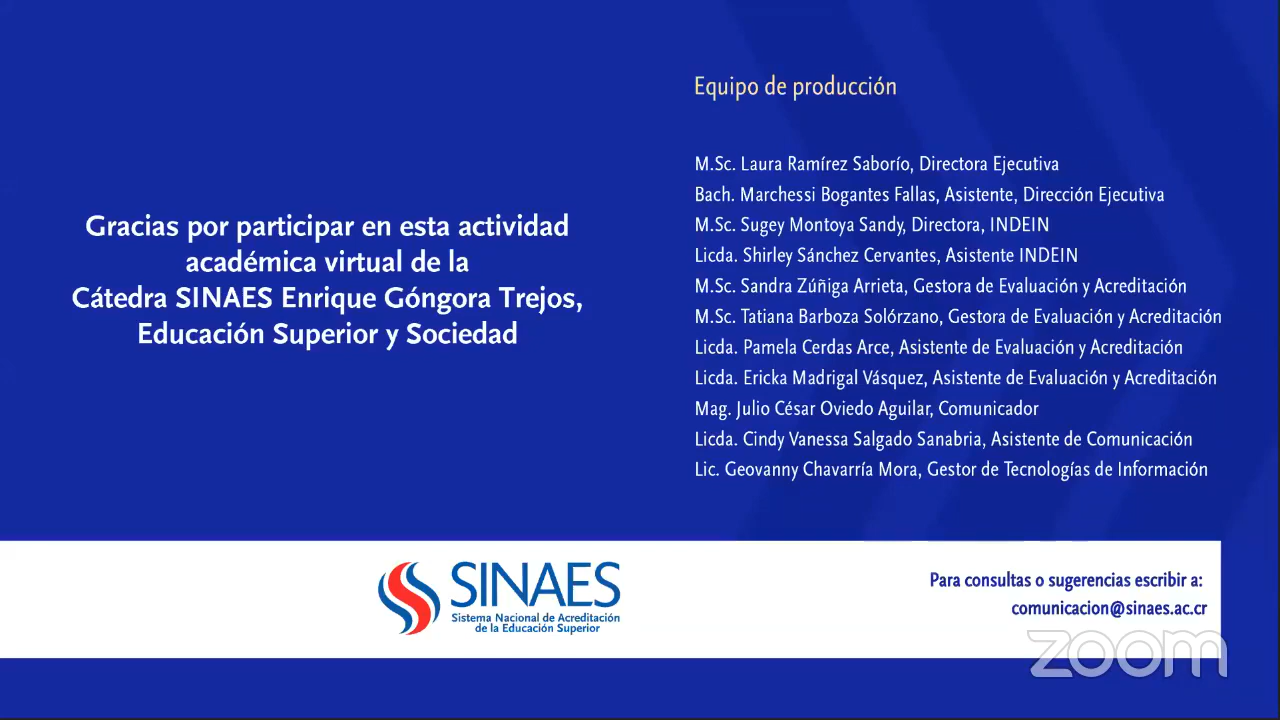 Gracias por participar en esta actividad
académica virtual de la
Cátedra SINAES Enrique Góngora Trejos,
Educación Superior y Sociedad
Equipo de producción
M.Sc. Laura Ramírez Saborío, Directora Ejecutiva
Bach. Marchessi Bogantes Fallas, Asistente, Dirección Ejecutiva
M.Sc. Sugey Montoya Sandy, Directora, INDEIN
Licda. Shirley Sánchez Cervantes, Asistente INDEIN
M.Sc. Sandra Zúñiga Arrieta, Gestora de Evaluación y Acreditación
M.Sc. Tatiana Barboza Solórzano, Gestora de Evaluación y Acreditación
Licda. Pamela Cerdas Arce, Asistente de Evaluación y Acreditación
Licda. Ericka Madrigal Vásquez, Asistente de Evaluación y Acreditación
Mag. Julio César Oviedo Aguilar, Comunicador
Licda. Cindy Vanessa Salgado Sanabria, Asistente de Comunicación
Lic. Geovanny Chavarría Mora, Gestor de Tecnologías de Información
SINAES
Sistema Nacional de Acreditación
de la Educación Superior
Para consultas o sugerencias escribir a:
comunicacion@sinaes.ac.cr
zoom